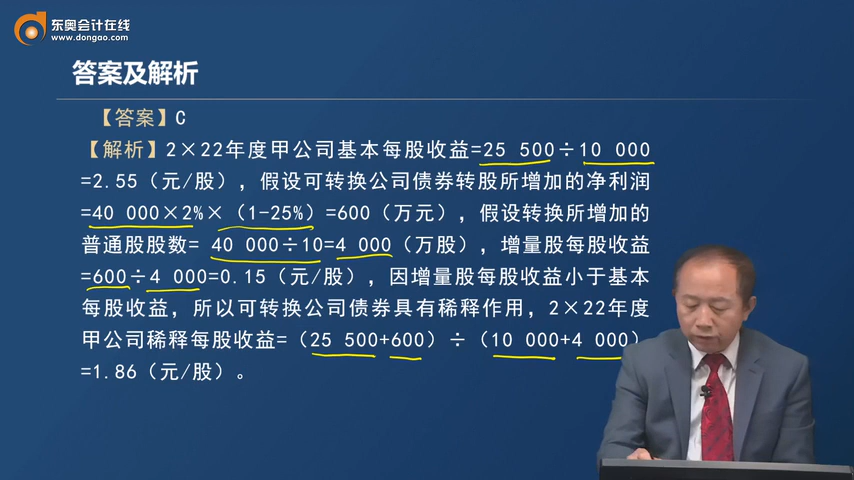 东奥会计在线
www.dongao.com
答案及解析
【答案】C
【解析】2×22年度甲公司基本每股收益=25 500÷10 000
=2.55（元/股），假设可转换公司债券转股所增加的净利润
=40 000×2%×（1-25%）=600（万元），假设转换所增加的
普通股股数= 40 000÷10=4 000（万股），增量股每股收益
=600÷4 000=0.15（元/股），因增量股每股收益小于基本
每股收益，所以可转换公司债券具有稀释作用，2×22年度
甲公司稀释每股收益=（25 500+600）÷（10 000+4 000）
=1.86（元/股）。